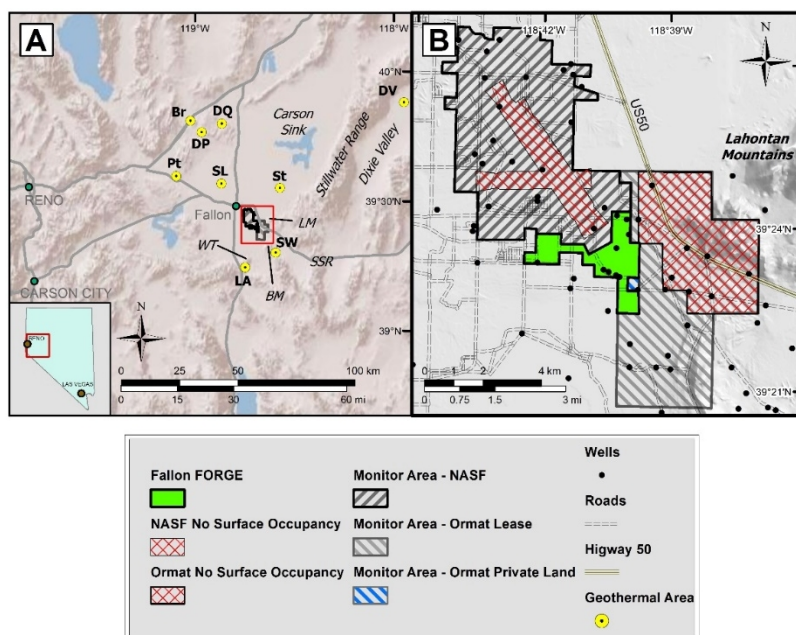 A
119°W
118°W
40°N
DV
Br
DQ
DP
Carson
Sink
Stillwater Range
Dixie Valley
Pt
SL
St
RENO
Fallon
LM
39°30'N
WT
SW
SSR
LA
BM
CARSON CITY
N
39°N
RENO
LAS VEGAS
0 25 50 100 km
0 15 30 60 mi
B
118°42'W
118°39'W
N
US50
Lahontan
Mountains
39°24'N
0 1 2 4 km
0 0.75 1.5 3 mi
39°21'N
Fallon FORGE
NASF No Surface Occupancy
Ormat No Surface Occupancy
Monitor Area - NASF
Monitor Area - Ormat Lease
Monitor Area - Ormat Private Land
Wells
Roads
Higway 50
Geothermal Area